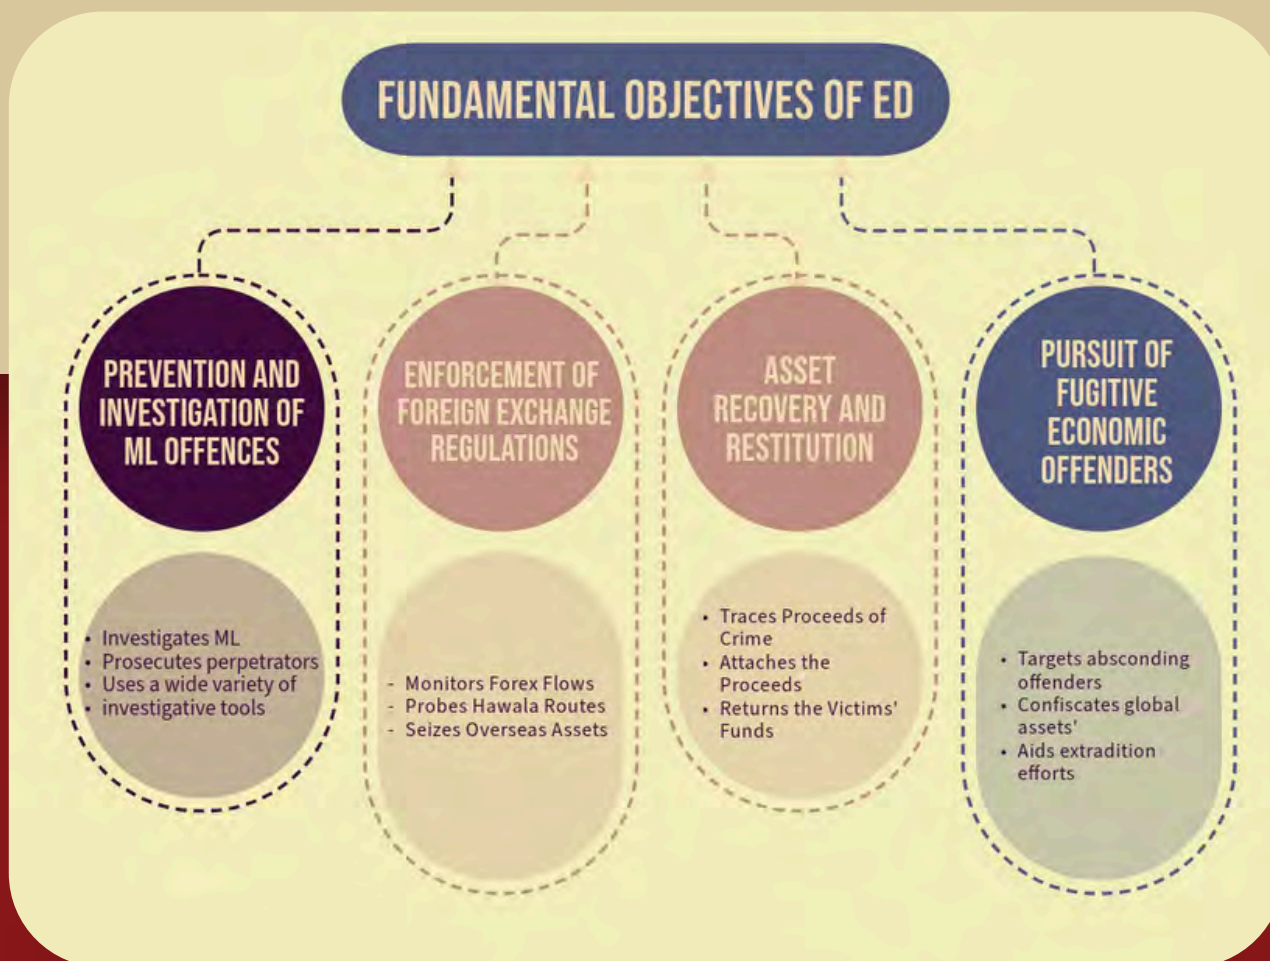 FUNDAMENTAL OBJECTIVES OF ED
PREVENTION AND
INVESTIGATION OF
ML OFFENCES
• Investigates ML
• Prosecutes perpetrators
• Uses a wide variety of
• investigative tools
ENFORCEMENT OF
FOREIGN EXCHANGE
REGULATIONS
- Monitors Forex Flows
- Probes Hawala Routes
- Seizes Overseas Assets
ASSET
RECOVERY AND
RESTITUTION
• Traces Proceeds of
Crime
• Attaches the
Proceeds
• Returns the Victims'
Funds
PURSUIT OF
FUGITIVE
ECONOMIC
OFFENDERS
• Targets absconding
offenders
• Confiscates global
assets'
• Aids extradition
efforts